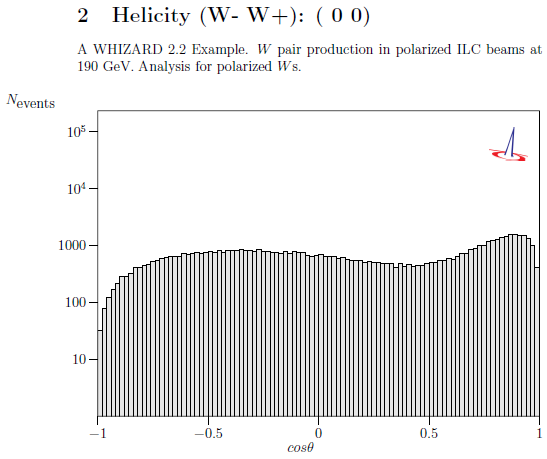 2 Helicity (W- W+): ( 0 0)
A WHIZARD 2.2 Example. W pair production in polarized ILC beams at
190 GeV. Analysis for polarized Ws.
N_events
10^5
10^4
1000
100
10
−1 −0.5 0 0.5 1
cosθ